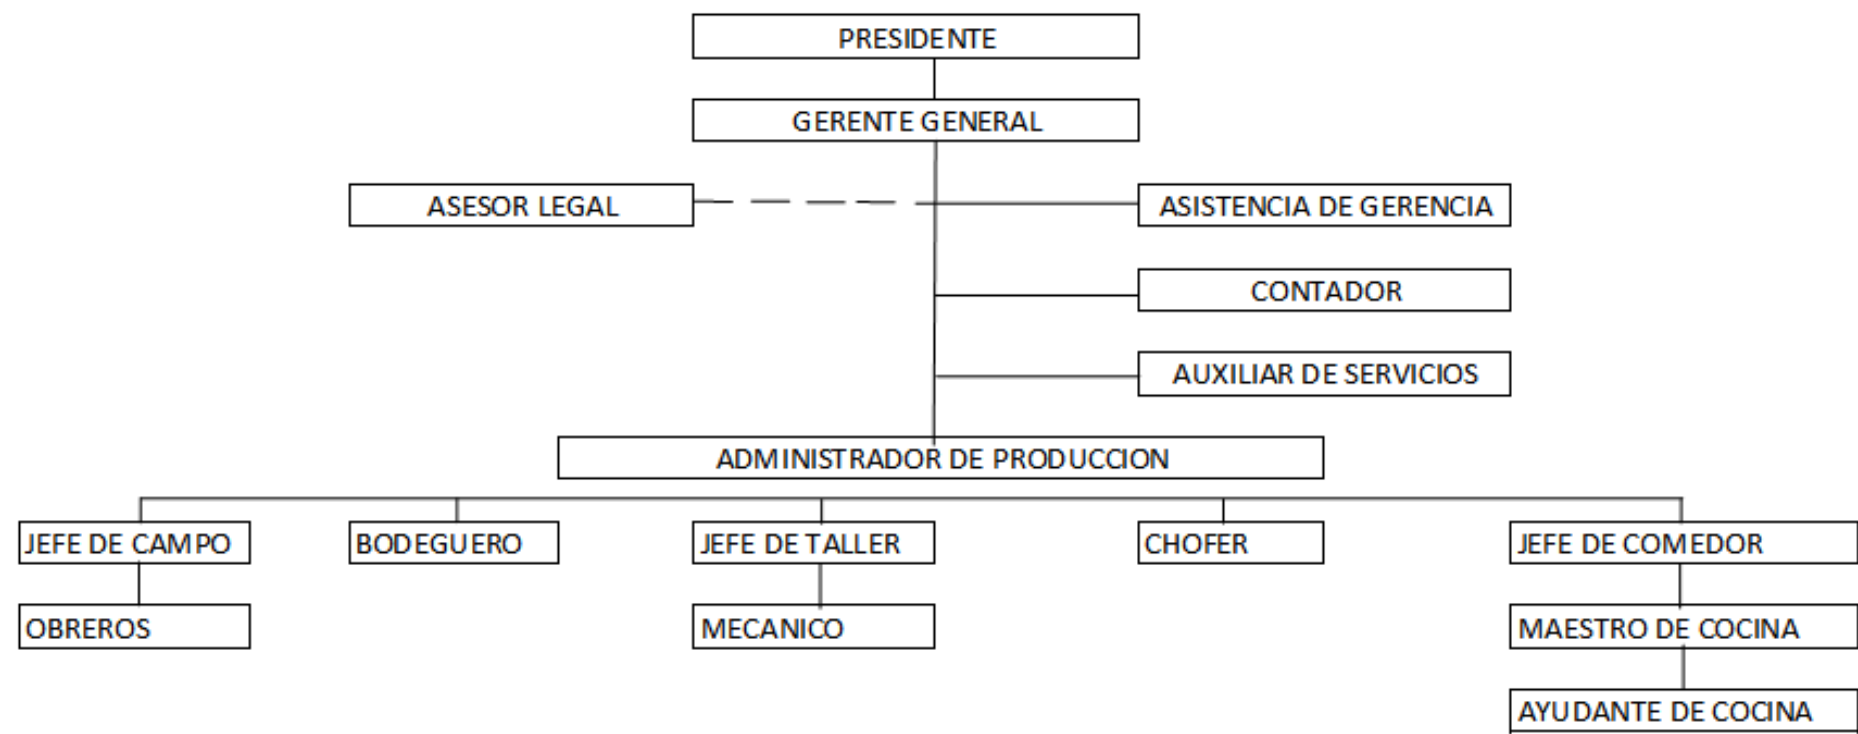 PRESIDENTE
GERENTE GENERAL
ASESOR LEGAL
ASISTENCIA DE GERENCIA
CONTADOR
AUXILIAR DE SERVICIOS
ADMINISTRADOR DE PRODUCCION
JEFE DE CAMPO
BODEGUERO
JEFE DE TALLER
CHOFER
JEFE DE COMEDOR
OBREROS
MECANICO
MAESTRO DE COCINA
AYUDANTE DE COCINA